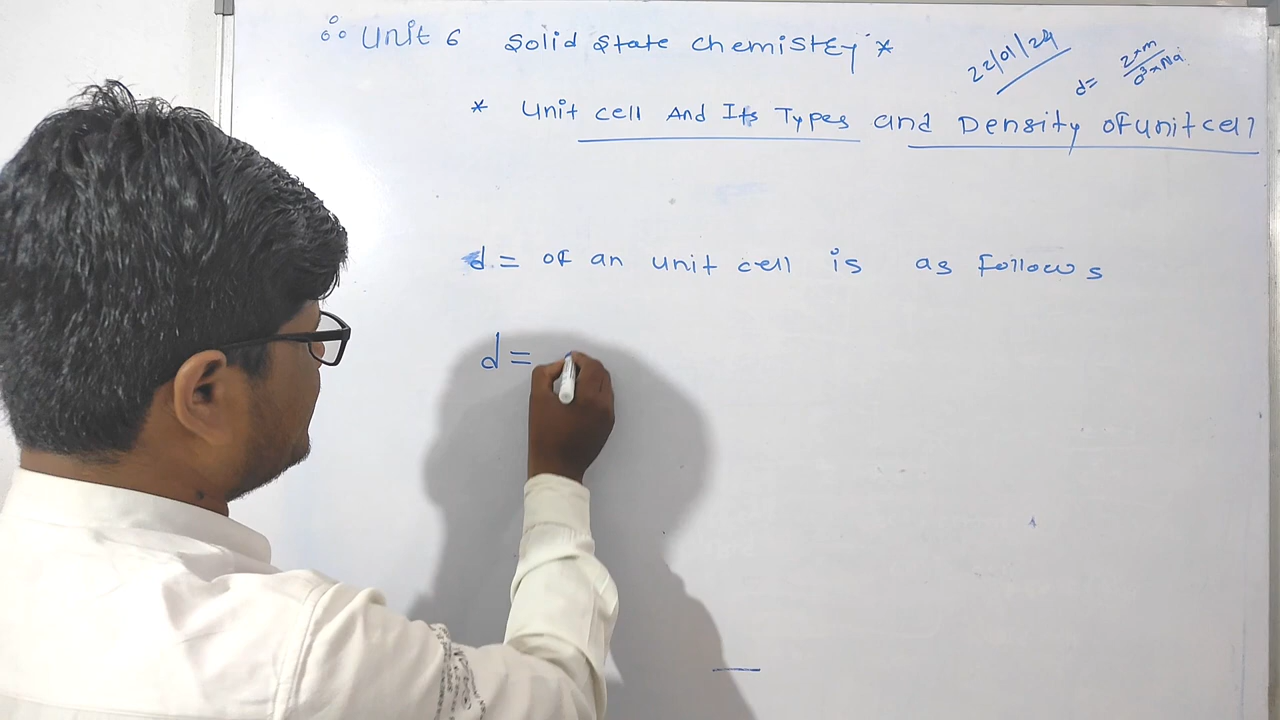 Unit 6 Solid State chemistry *
22/01/24
d= 2×m/a³×Na
* Unit cell And Its Types and Density of unit cell
d = of an unit cell is as follows
d =